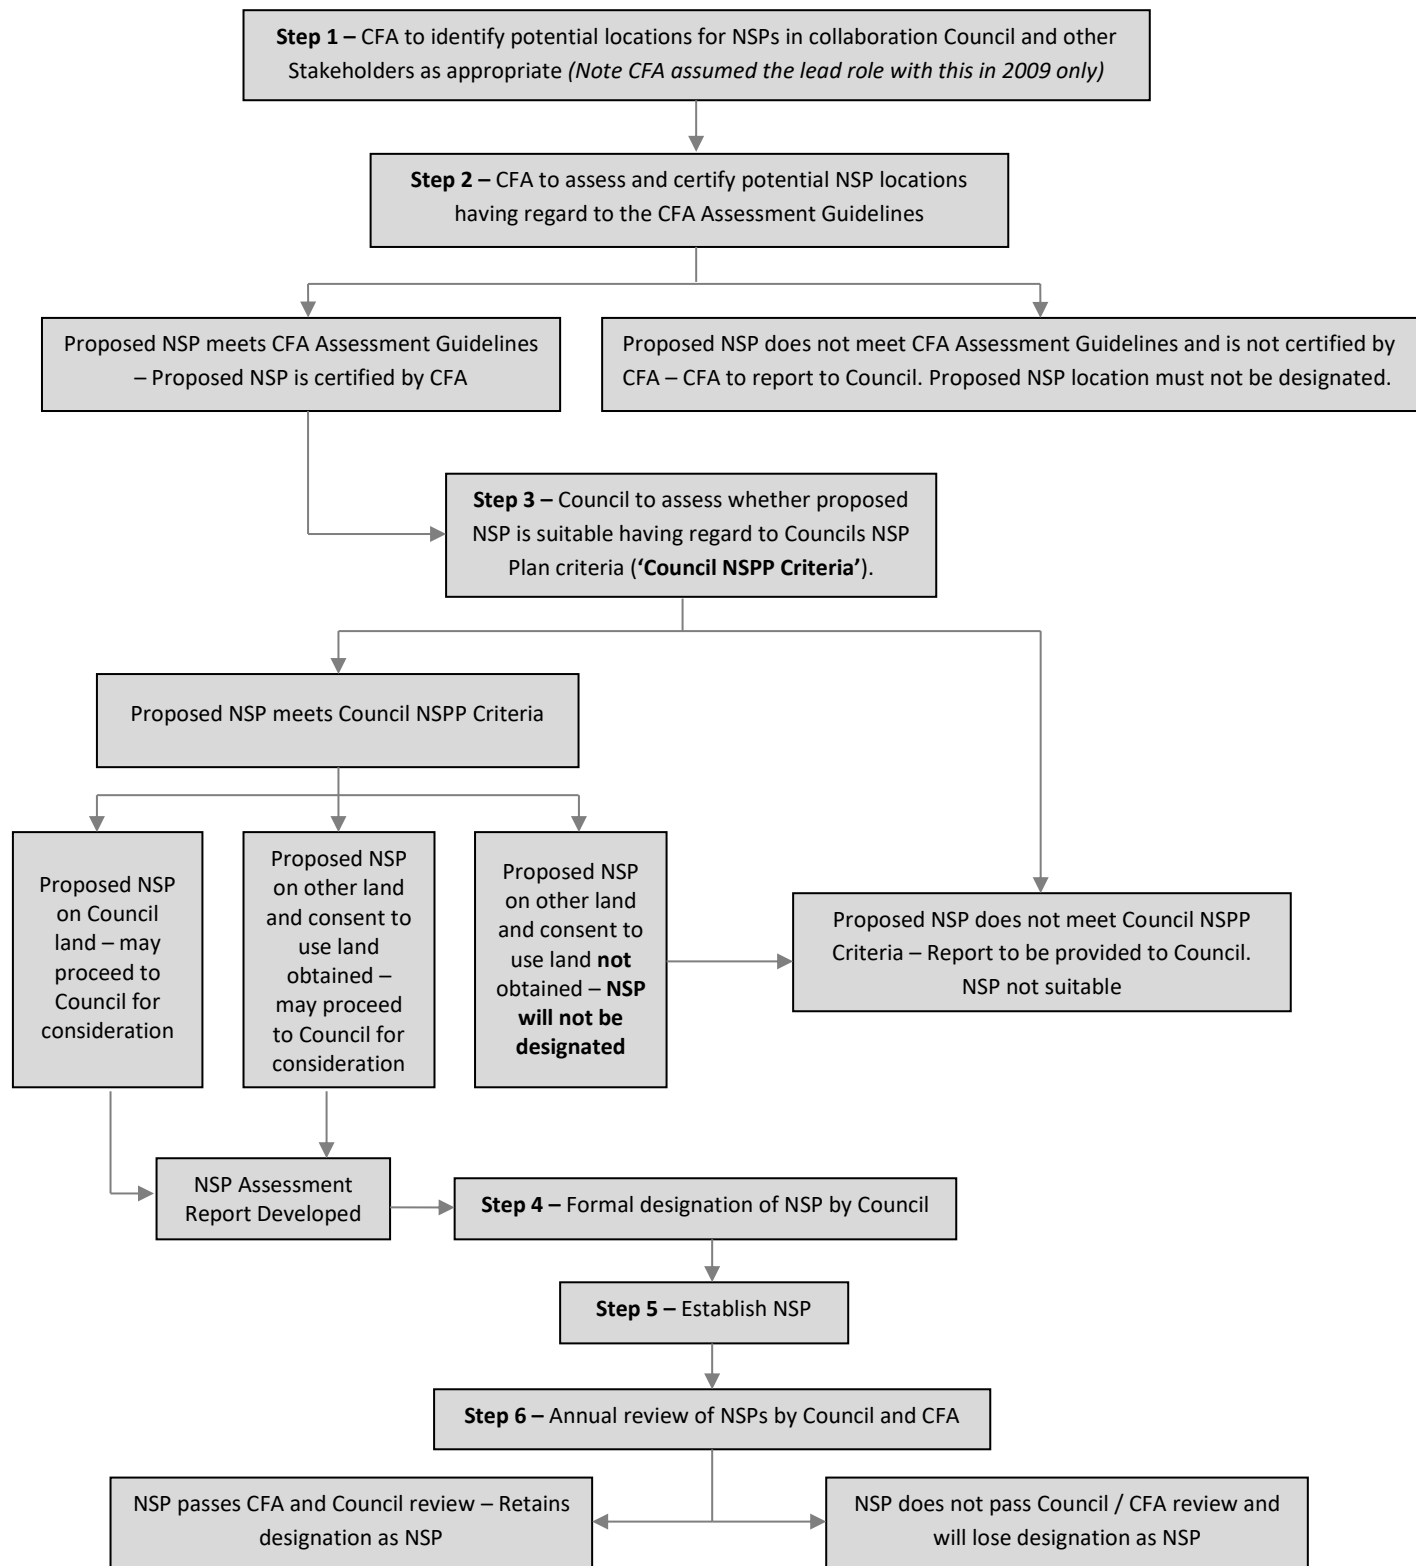 Step 1 – CFA to identify potential locations for NSPs in collaboration Council and other
Stakeholders as appropriate (Note CFA assumed the lead role with this in 2009 only)
Step 2 – CFA to assess and certify potential NSP locations
having regard to the CFA Assessment Guidelines
Proposed NSP meets CFA Assessment Guidelines
– Proposed NSP is certified by CFA
Proposed NSP does not meet CFA Assessment Guidelines and is not certified by
CFA – CFA to report to Council. Proposed NSP location must not be designated.
Step 3 – Council to assess whether proposed
NSP is suitable having regard to Councils NSP
Plan criteria (‘Council NSPP Criteria’).
Proposed NSP meets Council NSPP Criteria
Proposed NSP
on Council
land – may
proceed to
Council for
consideration
Proposed NSP
on other land
and consent to
use land
obtained –
may proceed
to Council for
consideration
Proposed NSP
on other land
and consent to
use land not
obtained – NSP
will not be
designated
Proposed NSP does not meet Council NSPP
Criteria – Report to be provided to Council.
NSP not suitable
NSP Assessment
Report Developed
Step 4 – Formal designation of NSP by Council
Step 5 – Establish NSP
Step 6 – Annual review of NSPs by Council and CFA
NSP passes CFA and Council review – Retains
designation as NSP
NSP does not pass Council / CFA review and
will lose designation as NSP